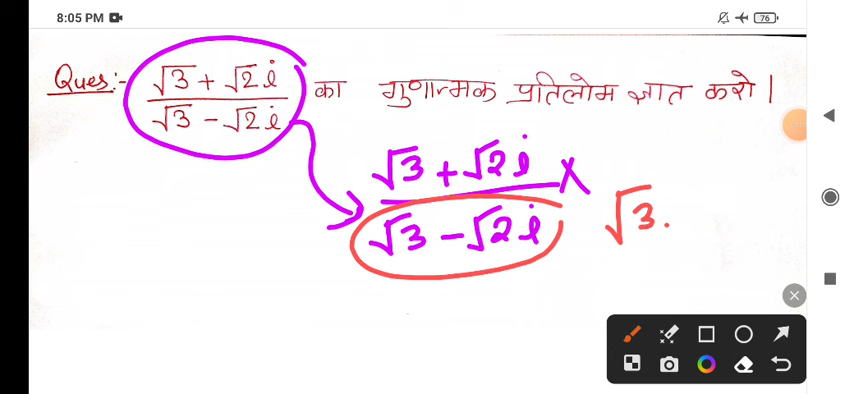 8:05 PM
76
Ques:- √3 + √2 i / √3 - √2 i का गुणात्मक प्रतिलोम ज्ञात करो।
√3 + √2 i / √3 - √2 i × √3.